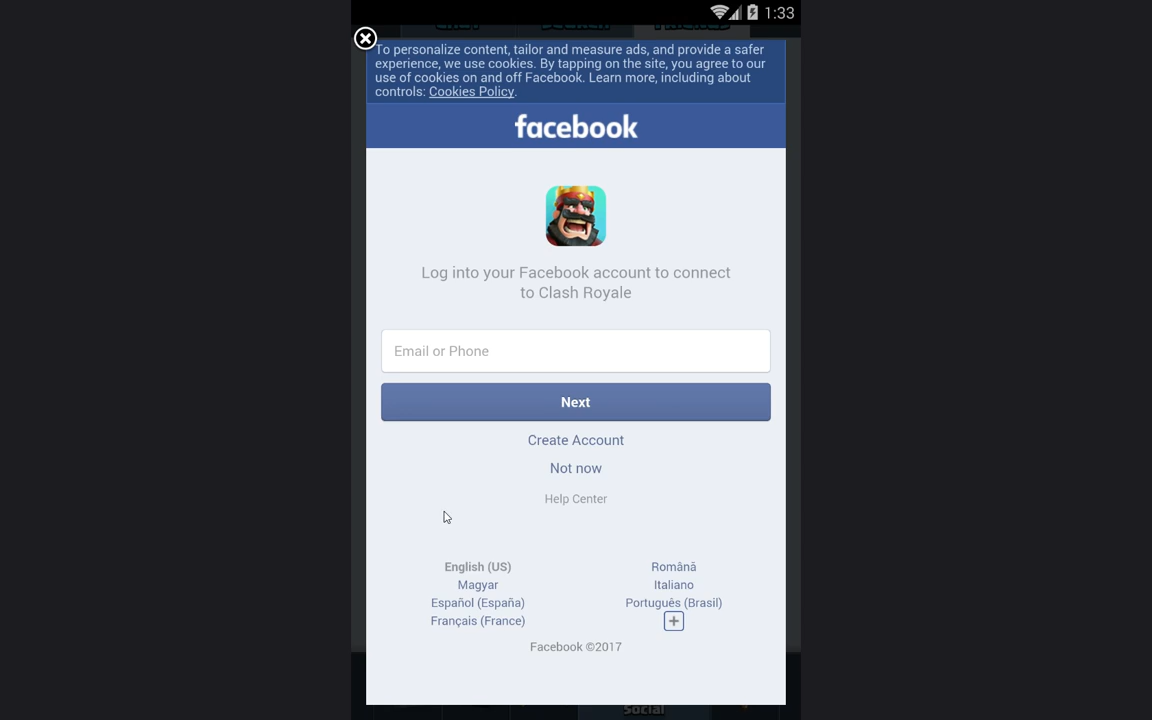 1:33
To personalize content, tailor and measure ads, and provide a safer
experience, we use cookies. By tapping on the site, you agree to our
use of cookies on and off Facebook. Learn more, including about
controls: Cookies Policy.
facebook
Log into your Facebook account to connect
to Clash Royale
Email or Phone
Next
Create Account
Not now
Help Center
English (US)
Română
Magyar
Italiano
Español (España)
Português (Brasil)
Français (France)
+
Facebook ©2017
Social